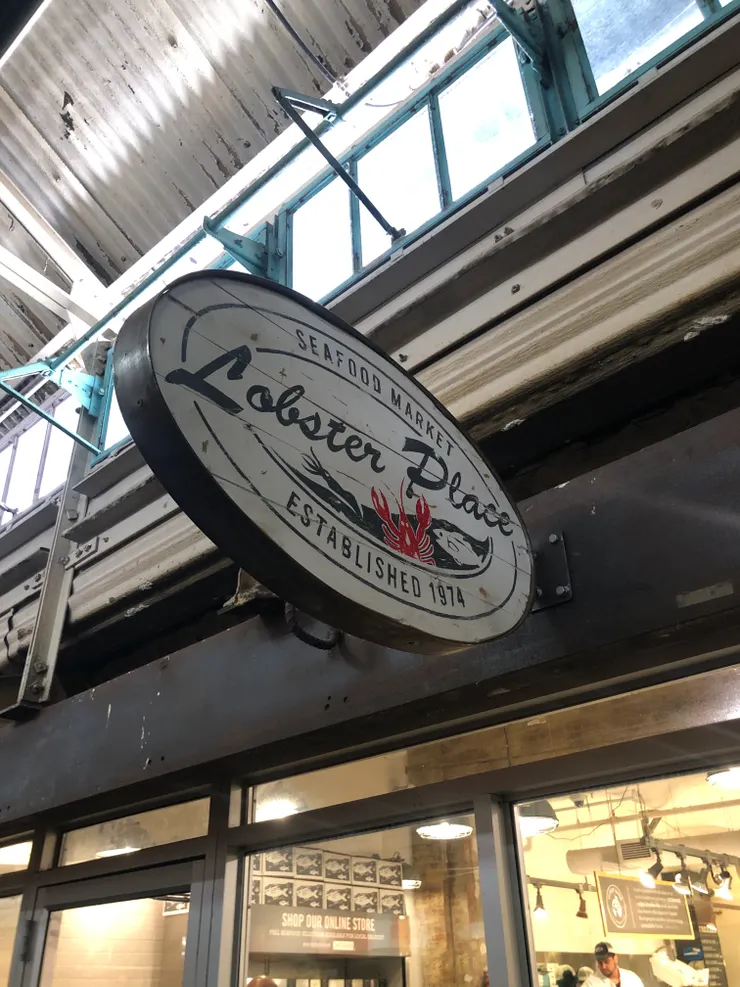 SEAFOOD MARKET
Lobster Place
ESTABLISHED 1974
SHOP OUR ONLINE STORE